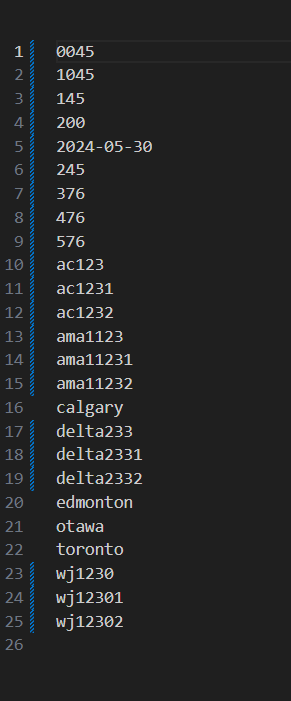 1 0045
2 1045
3 145
4 200
5 2024-05-30
6 245
7 376
8 476
9 576
10 ac123
11 ac1231
12 ac1232
13 ama1123
14 ama11231
15 ama11232
16 calgary
17 delta233
18 delta2331
19 delta2332
20 edmonton
21 otawa
22 toronto
23 wj1230
24 wj12301
25 wj12302
26